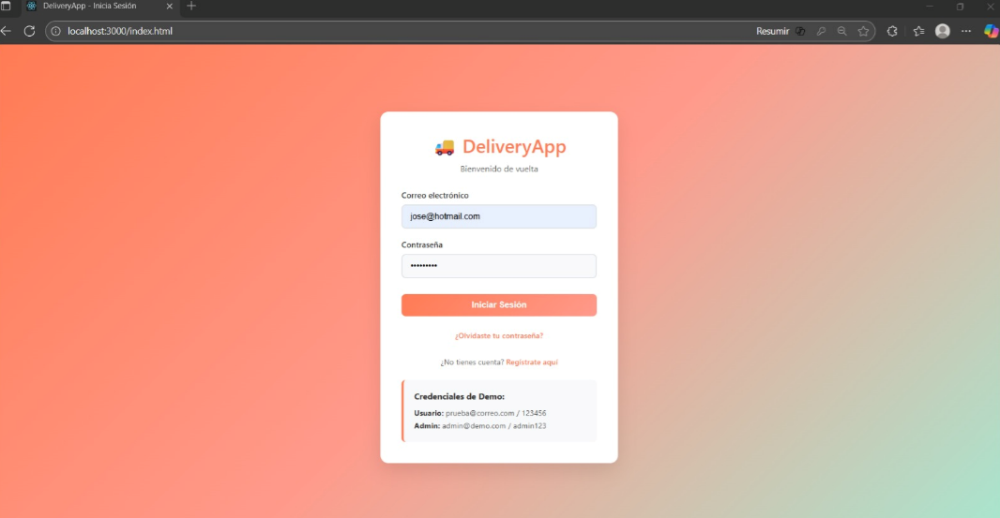 DeliveryApp - Inicia Sesión
localhost:3000/index.html
Resumir
DeliveryApp
Bienvenido de vuelta
Correo electrónico
jose@hotmail.com
Contraseña
•••••••••
Iniciar Sesión
¿Olvidaste tu contraseña?
¿No tienes cuenta? Regístrate aquí
Credenciales de Demo:
Usuario: prueba@correo.com / 123456
Admin: admin@demo.com / admin123